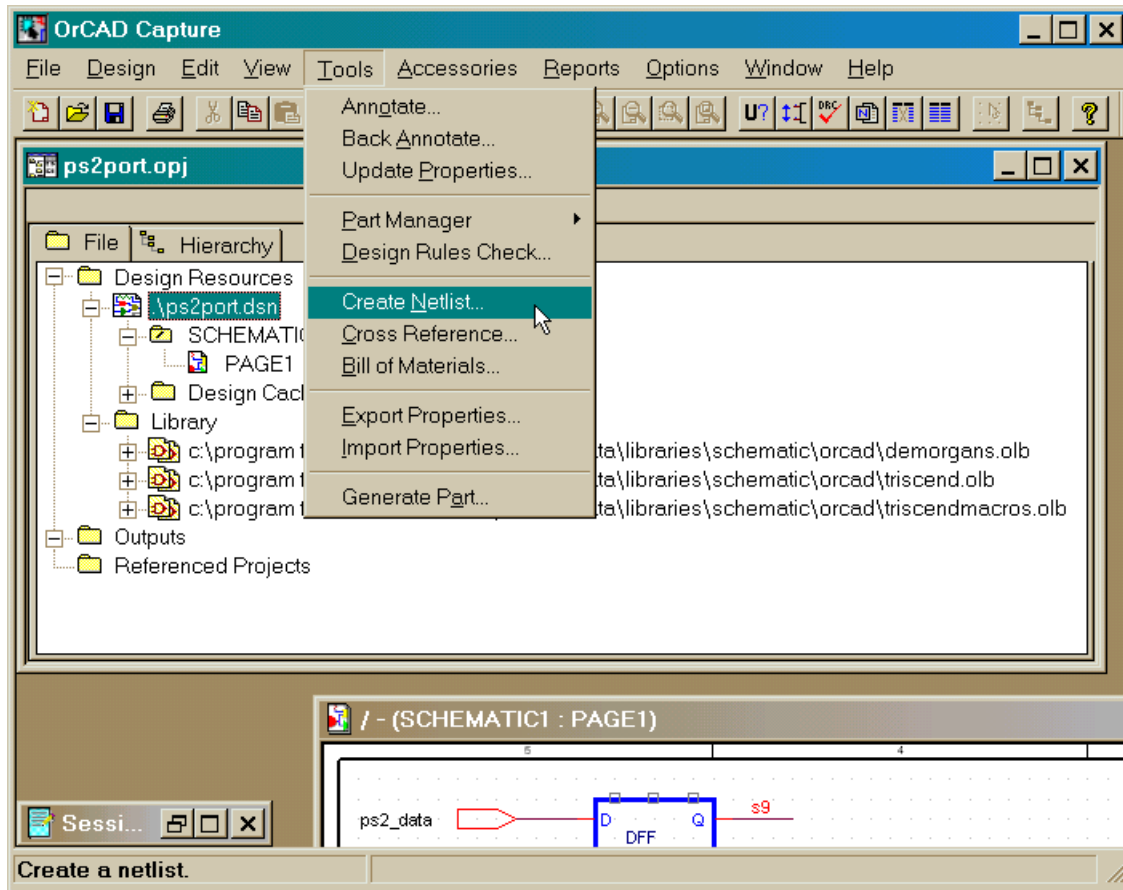 OrCAD Capture
File Design Edit View Tools Accessories Reports Options Window Help
U? DRC
Annotate...
Back Annotate...
Update Properties...
Part Manager
Design Rules Check...
Create Netlist...
Cross Reference...
Bill of Materials...
Export Properties...
Import Properties...
Generate Part...
ps2port.opj
File Hierarchy
Design Resources
.\ps2port.dsn
SCHEMATIC
PAGE1
Design Cac
Library
c:\program f ta\libraries\schematic\orcad\demorgans.olb
c:\program f ta\libraries\schematic\orcad\triscend.olb
c:\program f ta\libraries\schematic\orcad\triscendmacros.olb
Outputs
Referenced Projects
/ - (SCHEMATIC1 : PAGE1)
5 4
ps2_data D Q s9
DFF
Sessi...
Create a netlist.